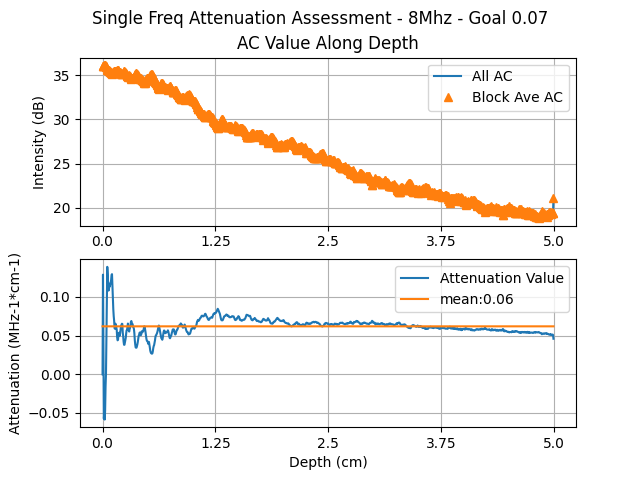 Single Freq Attenuation Assessment - 8Mhz - Goal 0.07
AC Value Along Depth
Intensity (dB)
35
30
25
20
All AC
Block Ave AC
0.0 1.25 2.5 3.75 5.0
Attenuation (MHz-1*cm-1)
0.10
0.05
0.00
−0.05
Attenuation Value
mean:0.06
0.0 1.25 2.5 3.75 5.0
Depth (cm)